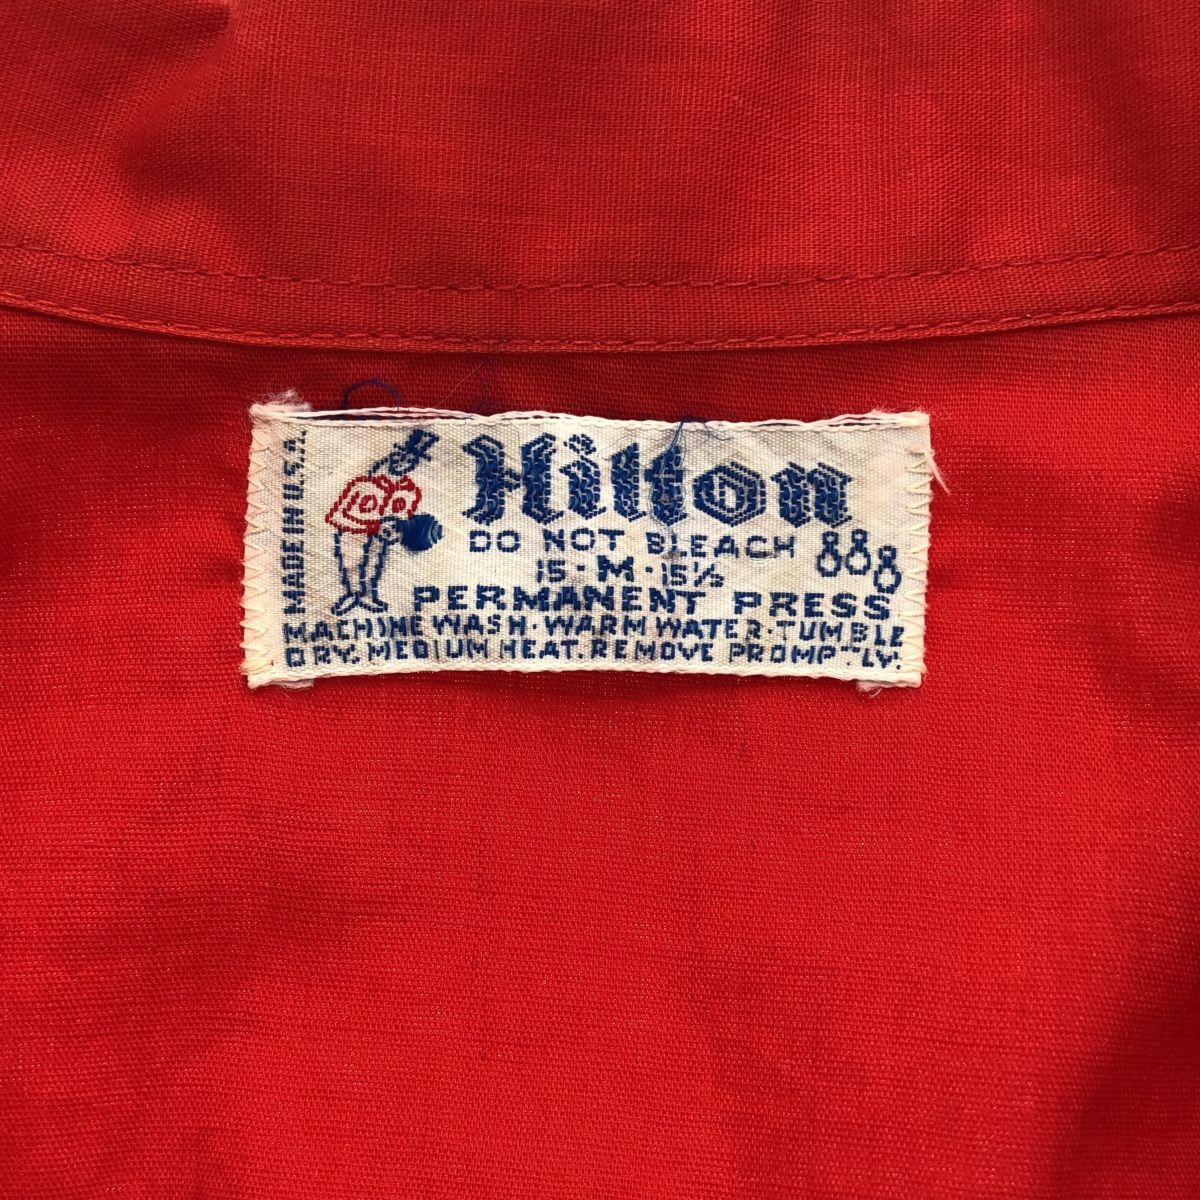 MADE IN U.S.A.
Hilton
DO NOT BLEACH
15 · M · 15½
PERMANENT PRESS
MACHINE WASH · WARM WATER · TUMBLE
DRY. MEDIUM HEAT. REMOVE PROMPTLY.